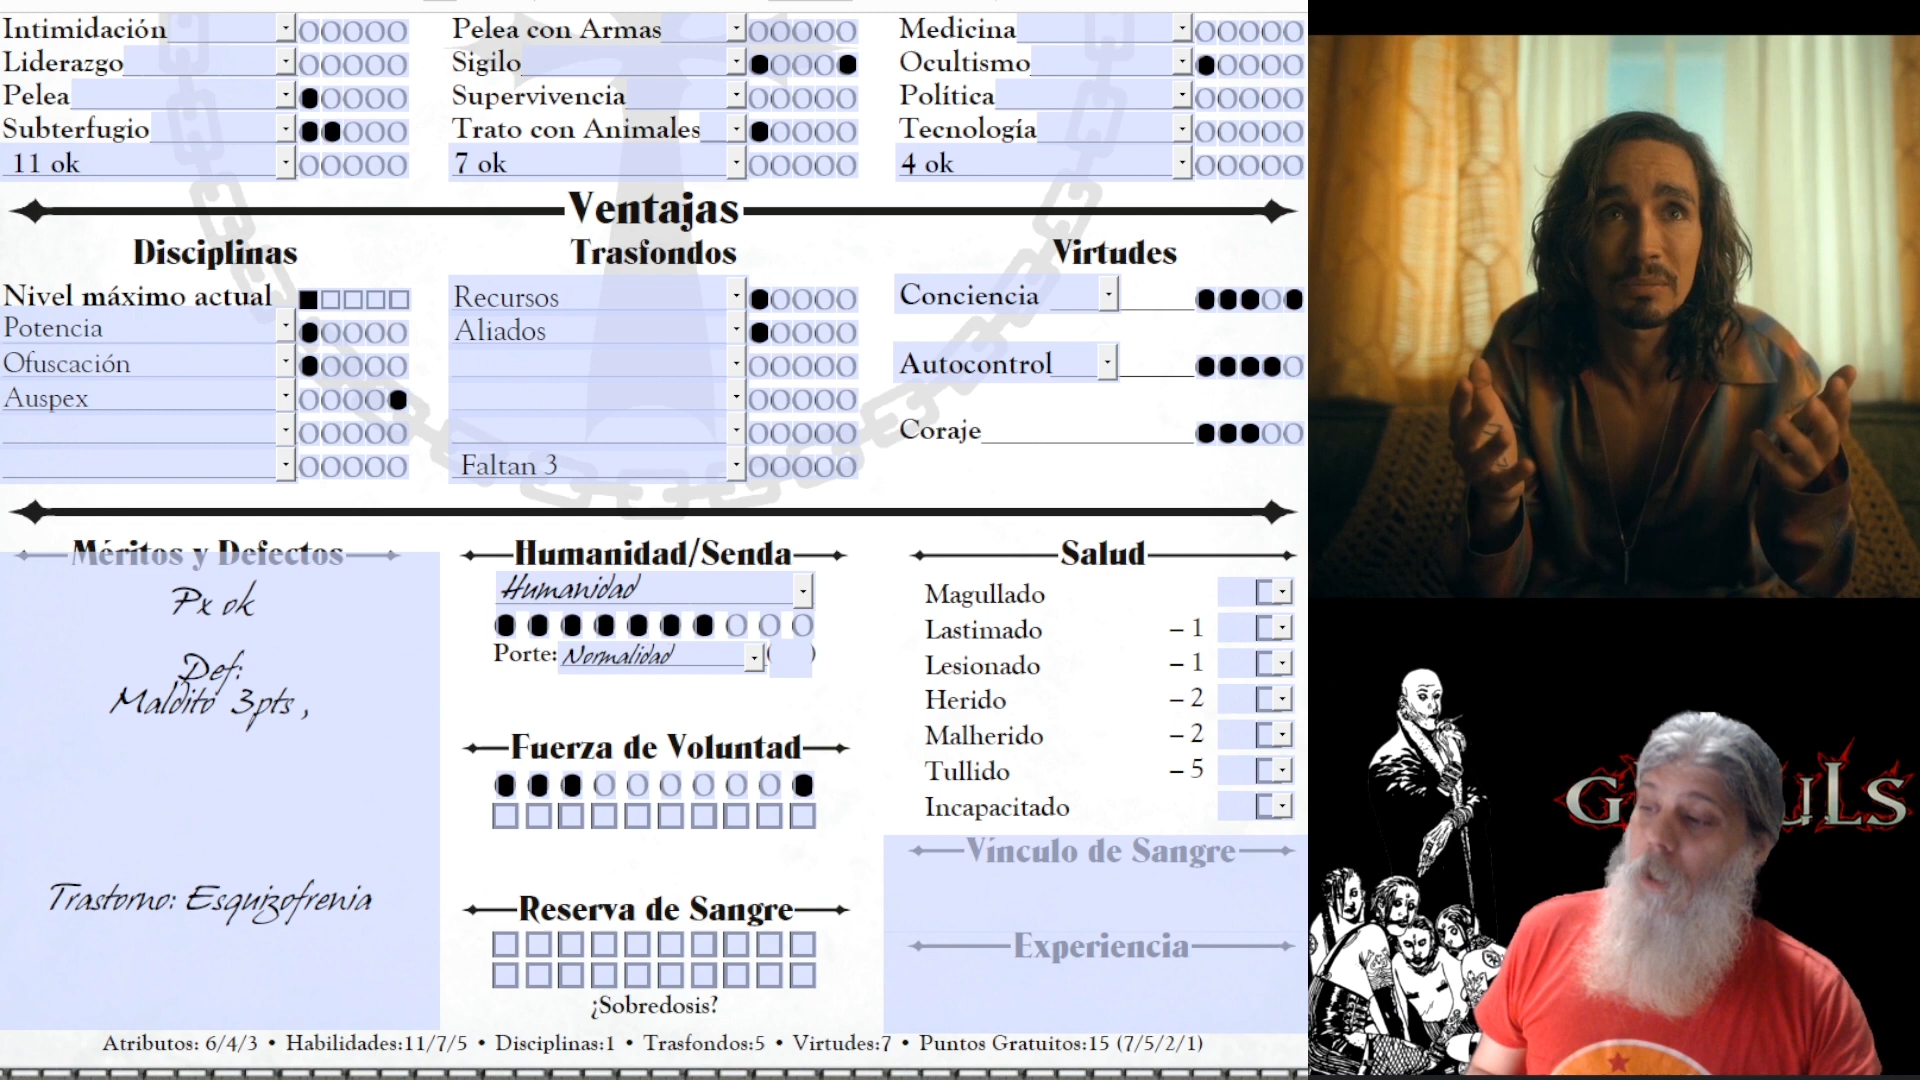 Intimidación Pelea con Armas Medicina
Liderazgo Sigilo Ocultismo
Pelea Supervivencia Política
Subterfugio Trato con Animales Tecnología
11 ok 7 ok 4 ok
Ventajas
Disciplinas Trasfondos Virtudes
Nivel máximo actual Recursos Conciencia
Potencia Aliados
Ofuscación Autocontrol
Auspex
Coraje
Faltan 3
Méritos y Defectos
Px ok
Def:
Maldito 3pts ,
Trastorno: Esquizofrenia
Humanidad/Senda
Humanidad
Porte: Normalidad ( )
Fuerza de Voluntad
Reserva de Sangre
¿Sobredosis?
Salud
Magullado
Lastimado – 1
Lesionado – 1
Herido – 2
Malherido – 2
Tullido – 5
Incapacitado
Vínculo de Sangre
Experiencia
Atributos: 6/4/3 • Habilidades:11/7/5 • Disciplinas:1 • Trasfondos:5 • Virtudes:7 • Puntos Gratuitos:15 (7/5/2/1)